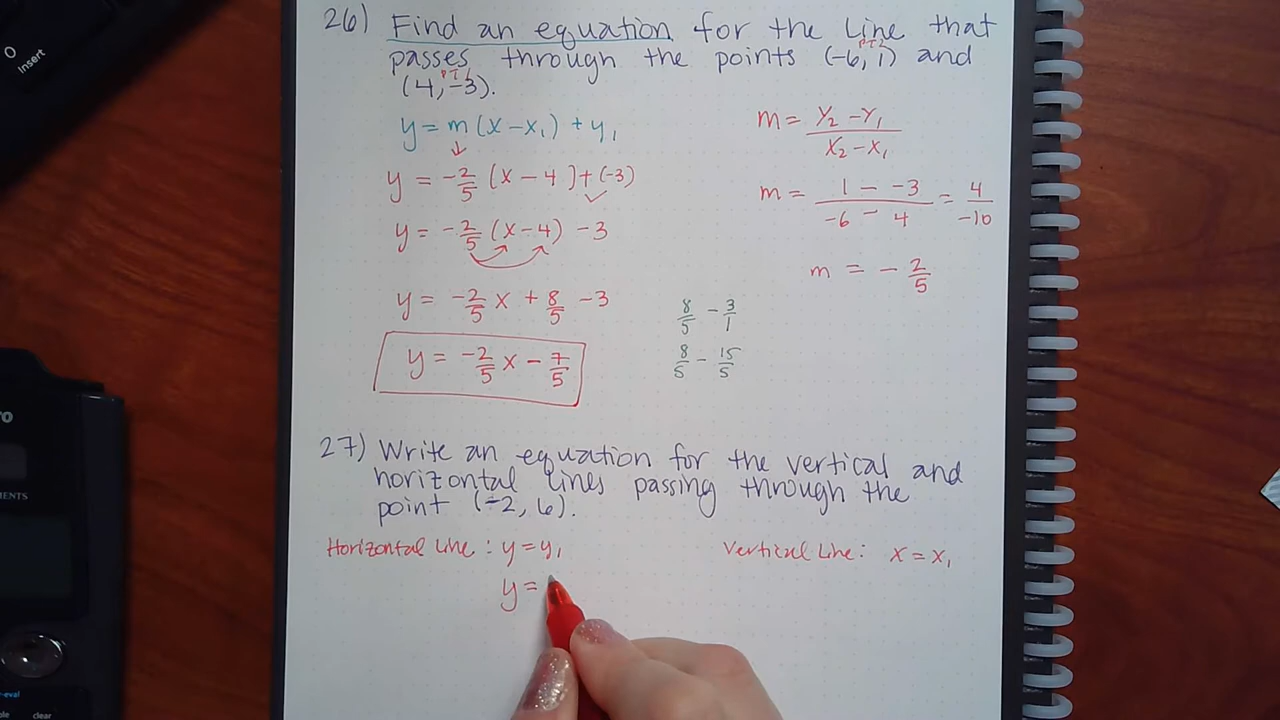 26) Find an equation for the line that
passes through the points (-6, 1) and
(4, -3).
y = m(x - x₁) + y₁
m = y₂ - y₁ / x₂ - x₁
y = -2/5 (x - 4) + (-3)
m = 1 - -3 / -6 - 4 = 4/-10
y = -2/5 (x - 4) - 3
m = - 2/5
y = -2/5 x + 8/5 - 3
8/5 - 3/1
y = -2/5 x - 7/5
8/5 - 15/5
27) Write an equation for the vertical and
horizontal lines passing through the
point (-2, 6).
Horizontal Line : y = y₁
Vertical Line: x = x₁
y =
O
Insert
MENTS
-eval
clear